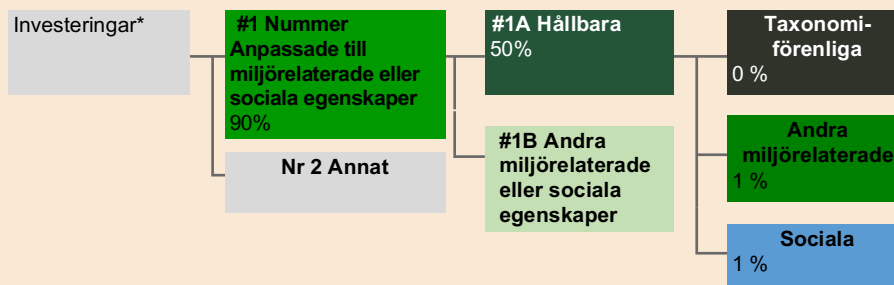 Investeringar*
#1 Nummer
Anpassade till
miljörelaterade eller
sociala egenskaper
90%
Nr 2 Annat
#1A Hållbara
50%
#1B Andra
miljörelaterade
eller sociala
egenskaper
Taxonomi-
förenliga
0 %
Andra
miljörelaterade
1 %
Sociala
1 %